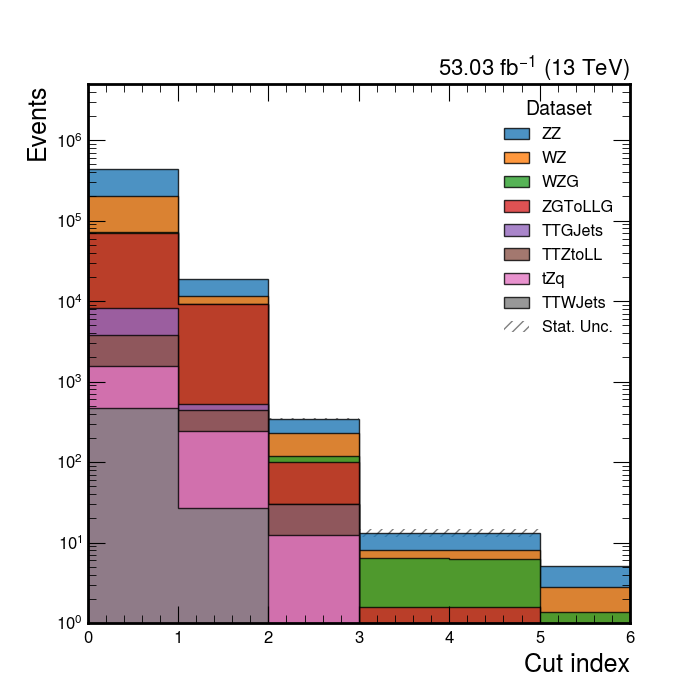 53.03 fb⁻¹ (13 TeV)
Events
10⁶
10⁵
10⁴
10³
10²
10¹
10⁰
Dataset
ZZ
WZ
WZG
ZGToLLG
TTGJets
TTZtoLL
tZq
TTWJets
Stat. Unc.
0 1 2 3 4 5 6
Cut index